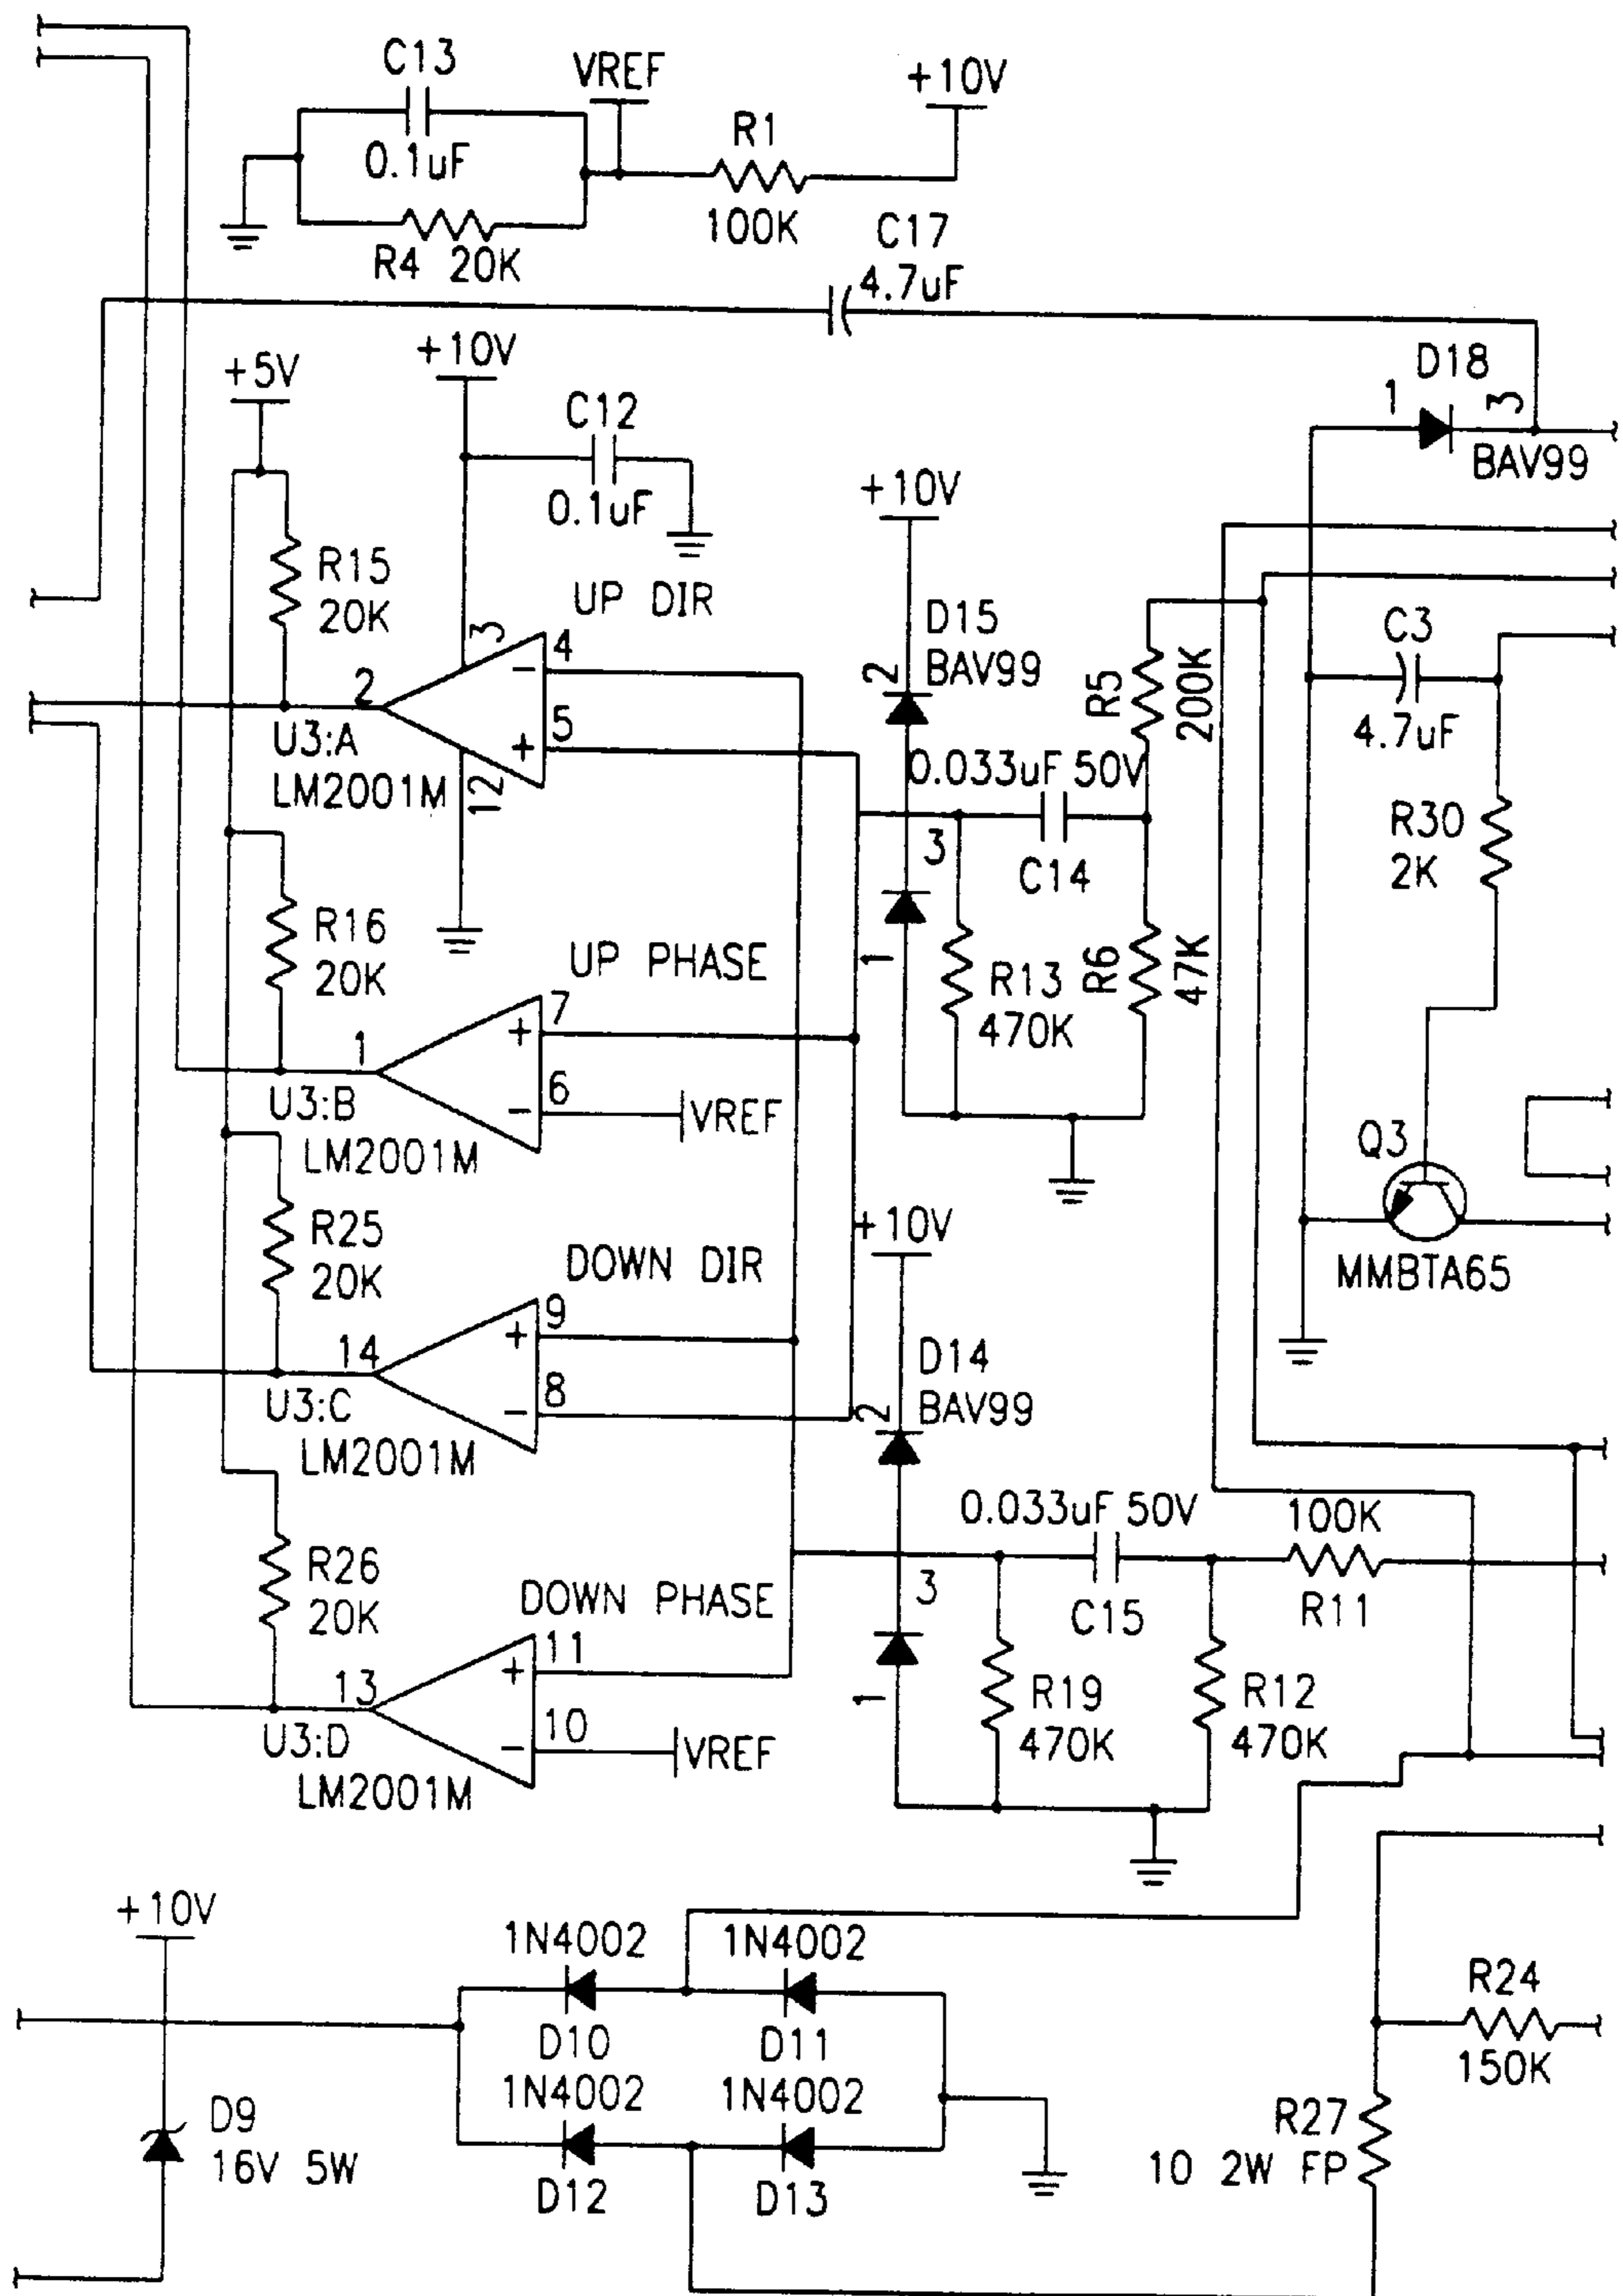 C13
0.1uF
VREF
+10V
R1
100K
R4 20K
C17
4.7uF
+5V
+10V
C12
0.1uF
D18
1
3
BAV99
R15
20K
UP DIR
3
4
-
2
5
+
12
U3:A
LM2001M
+10V
D15
BAV99
2
3
1
0.033uF 50V
C14
R5
200K
C3
4.7uF
R30
2K
R16
20K
UP PHASE
7
+
1
6
-
VREF
U3:B
LM2001M
R13
470K
R6
47K
Q3
MMBTA65
R25
20K
DOWN DIR
9
+
14
8
-
U3:C
LM2001M
+10V
D14
BAV99
2
3
1
0.033uF 50V
C15
100K
R11
R26
20K
DOWN PHASE
11
+
13
10
-
VREF
U3:D
LM2001M
R19
470K
R12
470K
+10V
1N4002
1N4002
D10
D11
1N4002
1N4002
D12
D13
D9
16V 5W
R24
150K
R27
10 2W FP